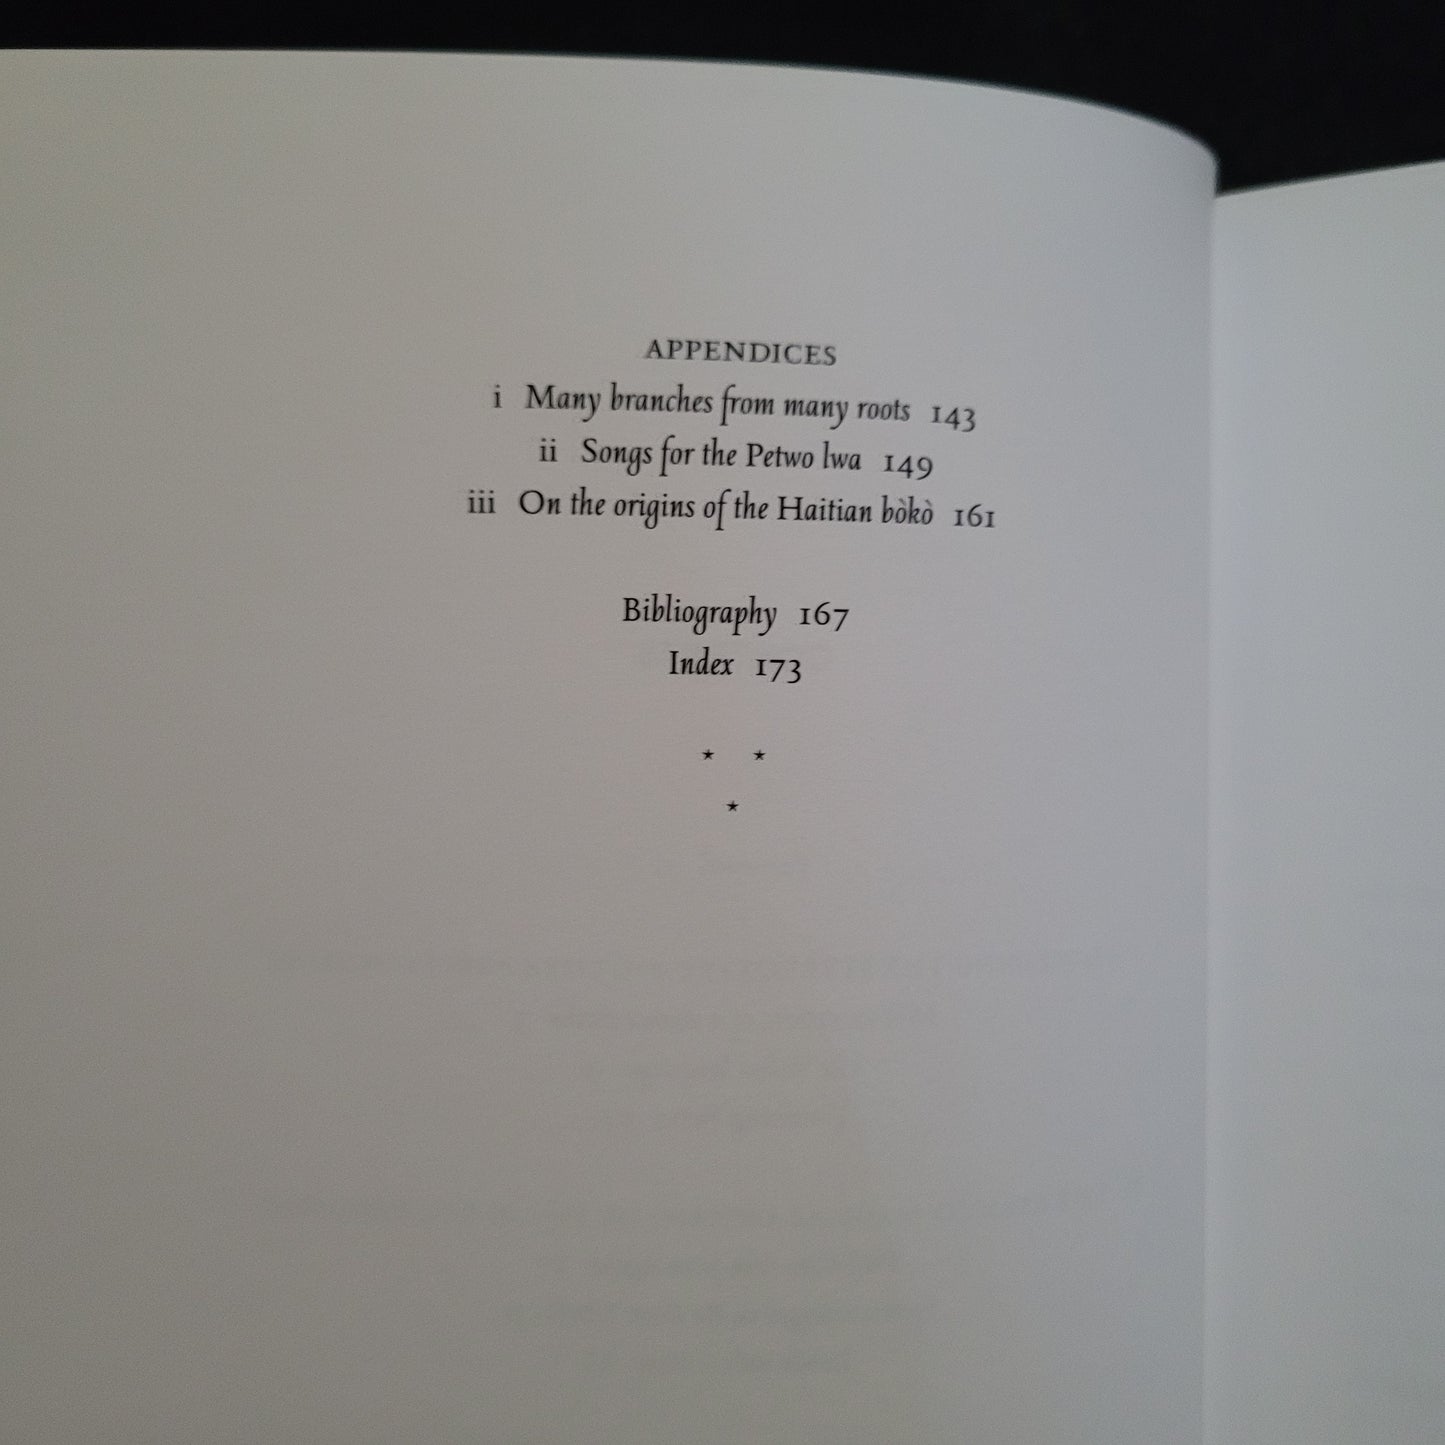 APPENDICES
i Many branches from many roots 143
ii Songs for the Petwo lwa 149
iii On the origins of the Haitian bòkò 161
Bibliography 167
Index 173
⋆ ⋆
⋆